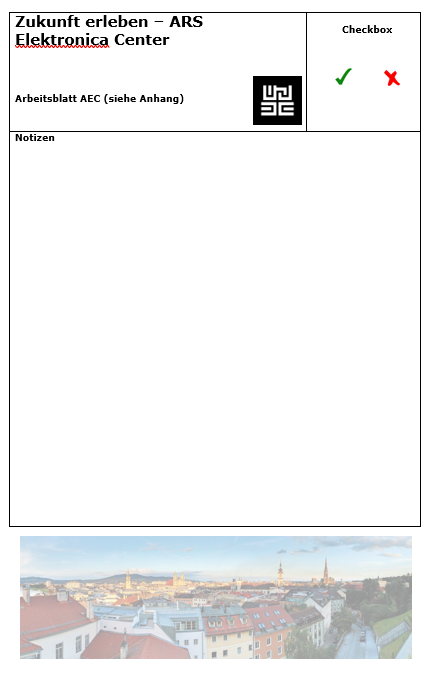 Zukunft erleben – ARS
Elektronica Center
Checkbox
Arbeitsblatt AEC (siehe Anhang)
Notizen